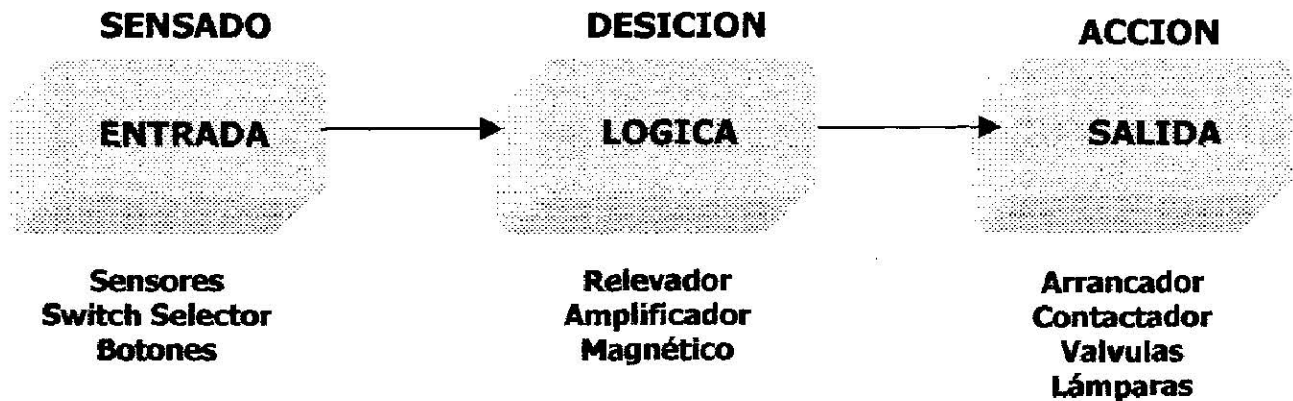 SENSADO
ENTRADA
Sensores
Switch Selector
Botones
DESICION
LOGICA
Relevador
Amplificador
Magnético
ACCION
SALIDA
Arrancador
Contactador
Valvulas
Lámparas